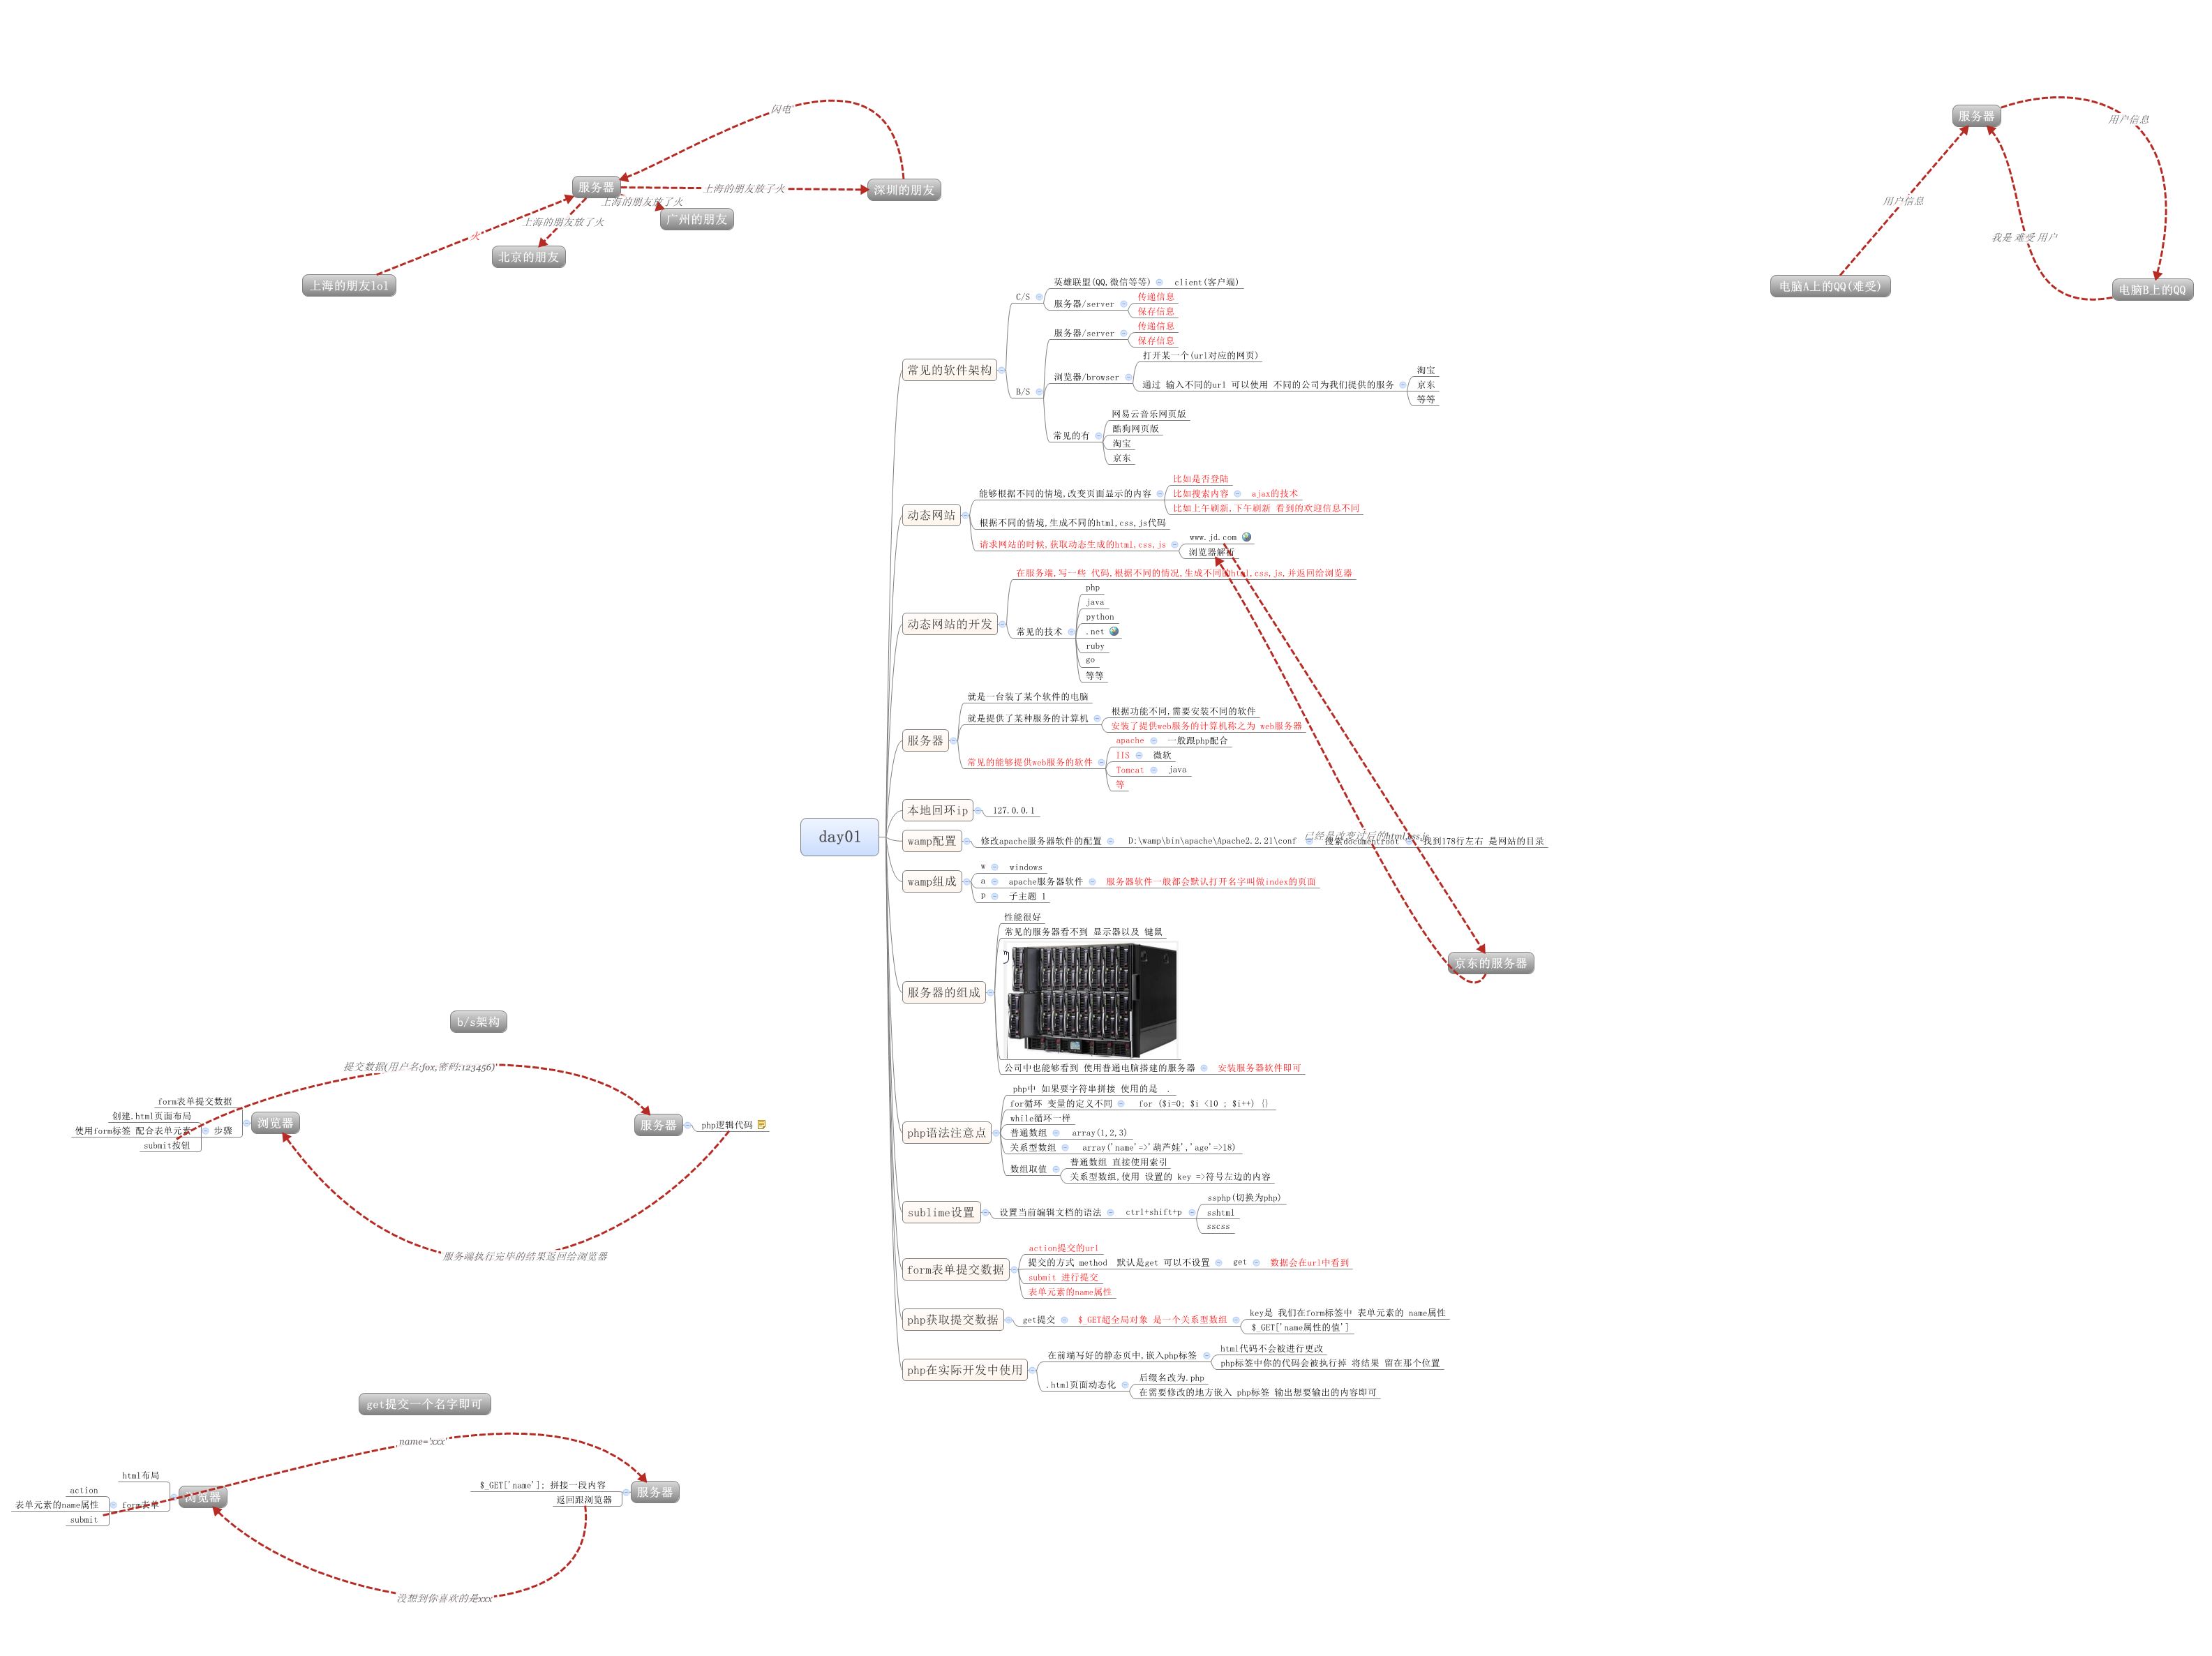 闪电
服务器
上海的朋友放了火
深圳的朋友
上海的朋友放了火
广州的朋友
上海的朋友放了火
火
北京的朋友
上海的朋友lol
服务器
用户信息
用户信息
我是 难受 用户
电脑A上的QQ(难受)
电脑B上的QQ
day01
常见的软件架构
C/S
英雄联盟(QQ,微信等等)
client(客户端)
服务器/server
传递信息
保存信息
B/S
服务器/server
传递信息
保存信息
浏览器/browser
打开某一个(url对应的网页)
通过 输入不同的url 可以使用 不同的公司为我们提供的服务
淘宝
京东
等等
常见的有
网易云音乐网页版
酷狗网页版
淘宝
京东
动态网站
能够根据不同的情境,改变页面显示的内容
比如是否登陆
比如搜索内容
ajax的技术
比如上午刷新,下午刷新 看到的欢迎信息不同
根据不同的情境,生成不同的html,css,js代码
请求网站的时候,获取动态生成的html,css,js
www.jd.com
浏览器解析
动态网站的开发
在服务端,写一些 代码,根据不同的情况,生成不同的html,css,js,并返回给浏览器
常见的技术
php
java
python
.net
ruby
go
等等
服务器
就是一台装了某个软件的电脑
就是提供了某种服务的计算机
根据功能不同,需要安装不同的软件
安装了提供web服务的计算机称之为 web服务器
常见的能够提供web服务的软件
apache
一般跟php配合
IIS
微软
Tomcat
java
等
本地回环ip
127.0.0.1
wamp配置
修改apache服务器软件的配置
D:\wamp\bin\apache\Apache2.2.21\conf
搜索documentroot
找到178行左右 是网站的目录
已经是改变过后的html,css,js
wamp组成
w
windows
a
apache服务器软件
服务器软件一般都会默认打开名字叫做index的页面
p
子主题 1
服务器的组成
性能很好
常见的服务器看不到 显示器以及 键鼠
公司中也能够看到 使用普通电脑搭建的服务器
安装服务器软件即可
京东的服务器
php语法注意点
php中 如果要字符串拼接 使用的是 .
for循环 变量的定义不同
for ($i=0; $i <10 ; $i++) {}
while循环一样
普通数组
array(1,2,3)
关系型数组
array('name'=>'葫芦娃','age'=>18)
数组取值
普通数组 直接使用索引
关系型数组,使用 设置的 key =>符号左边的内容
sublime设置
设置当前编辑文档的语法
ctrl+shift+p
ssphp(切换为php)
sshtml
sscss
form表单提交数据
action提交的url
提交的方式 method 默认是get 可以不设置
get
数据会在url中看到
submit 进行提交
表单元素的name属性
php获取提交数据
get提交
$_GET超全局对象 是一个关系型数组
key是 我们在form标签中 表单元素的 name属性
$_GET['name属性的值']
php在实际开发中使用
在前端写好的静态页中,嵌入php标签
html代码不会被进行更改
php标签中你的代码会被执行掉 将结果 留在那个位置
.html页面动态化
后缀名改为.php
在需要修改的地方嵌入 php标签 输出想要输出的内容即可
b/s架构
提交数据(用户名:fox,密码:123456)
form表单提交数据
创建.html页面布局
使用form标签 配合表单元素
submit按钮
步骤
浏览器
服务器
php逻辑代码
服务端执行完毕的结果返回给浏览器
get提交一个名字即可
name='xxx'
html布局
action
表单元素的name属性
submit
form表单
浏览器
$_GET['name']; 拼接一段内容
返回跟浏览器
服务器
没想到你喜欢的是xxx